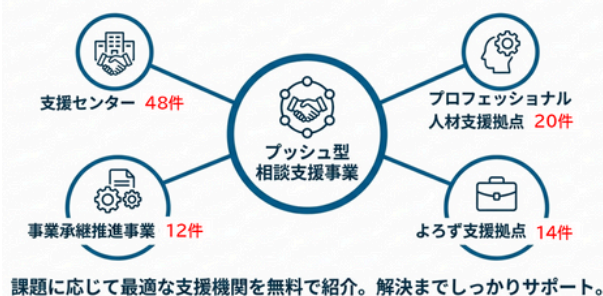 支援センター 48件
プロフェッショナル
人材支援拠点 20件
プッシュ型
相談支援事業
事業承継推進事業 12件
よろず支援拠点 14件
課題に応じて最適な支援機関を無料で紹介。解決までしっかりサポート。